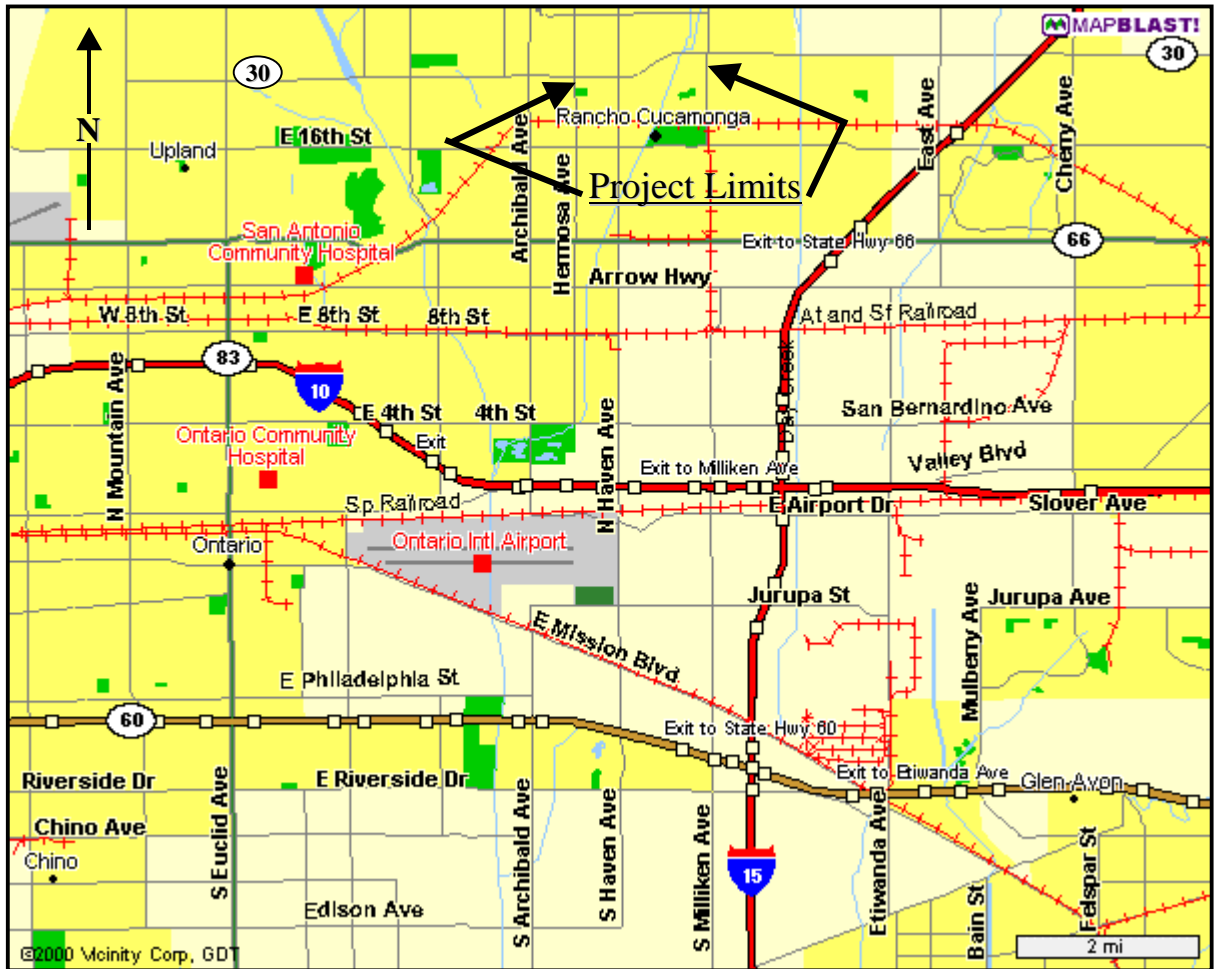 MAPBLAST!
30
30
N
E 16th St
Upland
Archibald Ave
Hermosa Ave
Rancho Cucamonga
East Ave
Cherry Ave
Project Limits
San Antonio
Community Hospital
Exit to State Hwy 66
66
Arrow Hwy
W 8th St
E 8th St
8th St
At and Sf Railroad
83
10
N Mountain Ave
E 4th St
4th St
Day Creek
San Bernardino Ave
Exit
Ontario Community
Hospital
N Haven Ave
Exit to Milliken Ave
Valley Blvd
Sp Railroad
E Airport Dr
Slover Ave
Ontario
Ontario Intl Airport
Jurupa St
Jurupa Ave
E Mission Blvd
Mulberry Ave
E Philadelphia St
60
Exit to State Hwy 60
Riverside Dr
E Riverside Dr
Exit to Etiwanda Ave
Glen Avon
Chino Ave
S Euclid Ave
S Archibald Ave
S Haven Ave
S Milliken Ave
15
Etiwanda Ave
Bain St
Felspar St
Chino
Edison Ave
©2000 Vicinity Corp, GDT
2 mi